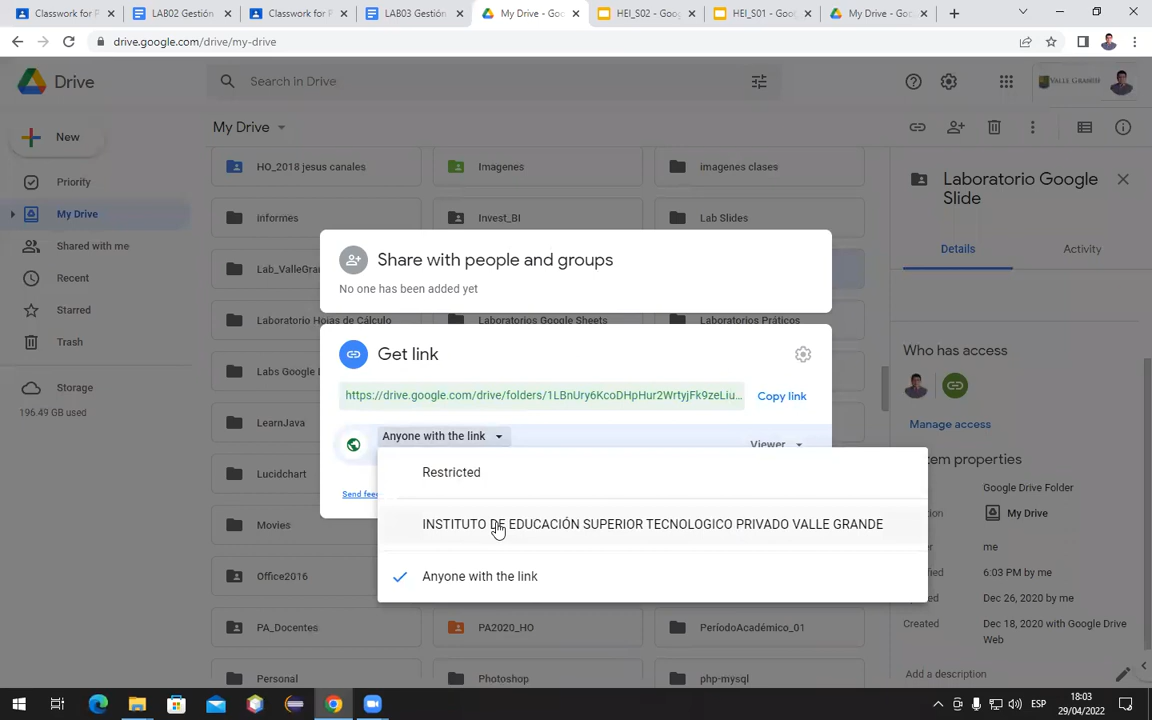 Classwork for P
LAB02 Gestión
Classwork for P
LAB03 Gestión
My Drive - Goo
HEI_S02 - Goog
HEI_S01 - Goog
My Drive - Goo
drive.google.com/drive/my-drive
Drive
Search in Drive
VALLE GRANDE
New
My Drive
Priority
My Drive
Shared with me
Recent
Starred
Trash
Storage
196.49 GB used
HO_2018 jesus canales
Imagenes
imagenes clases
informes
Invest_BI
Lab Slides
Lab_ValleGra
Laboratorio Hojas de Cálculo
Laboratorios Google Sheets
Laboratorios Prácticos
Labs Google
LearnJava
Lucidchart
Movies
Office2016
PA_Docentes
PA2020_HO
PeríodoAcadémico_01
Personal
Photoshop
php-mysql
Share with people and groups
No one has been added yet
Get link
https://drive.google.com/drive/folders/1LBnUry6KcoDHpHur2WrtyjFk9zeLiu...
Copy link
Anyone with the link
Viewer
Send fee
Restricted
INSTITUTO DE EDUCACIÓN SUPERIOR TECNOLOGICO PRIVADO VALLE GRANDE
Anyone with the link
Laboratorio Google
Slide
Details
Activity
Who has access
Manage access
em properties
Google Drive Folder
My Drive
me
6:03 PM by me
Dec 26, 2020 by me
Created
Dec 18, 2020 with Google Drive
Web
Add a description
ESP
18:03
29/04/2022